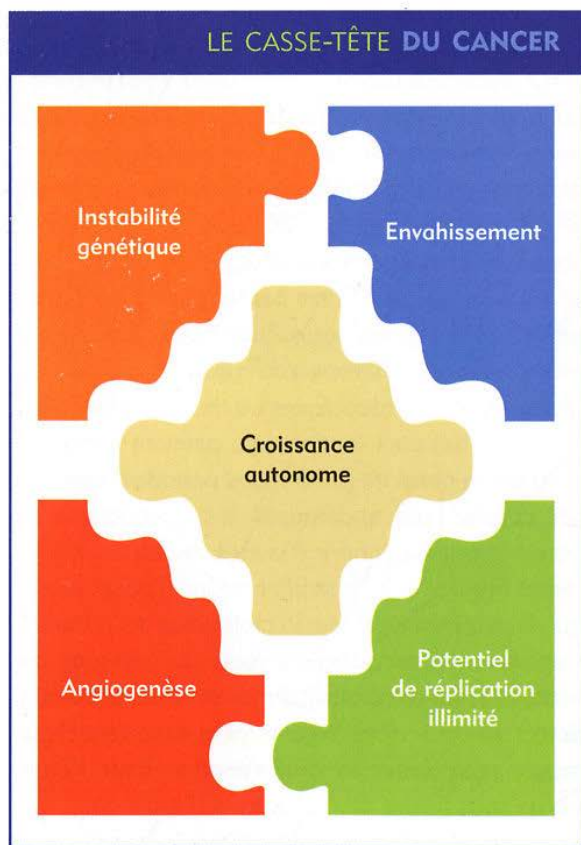 LE CASSE-TÊTE DU CANCER
Instabilité
génétique
Envahissement
Croissance
autonome
Angiogenèse
Potentiel
de réplication
illimité